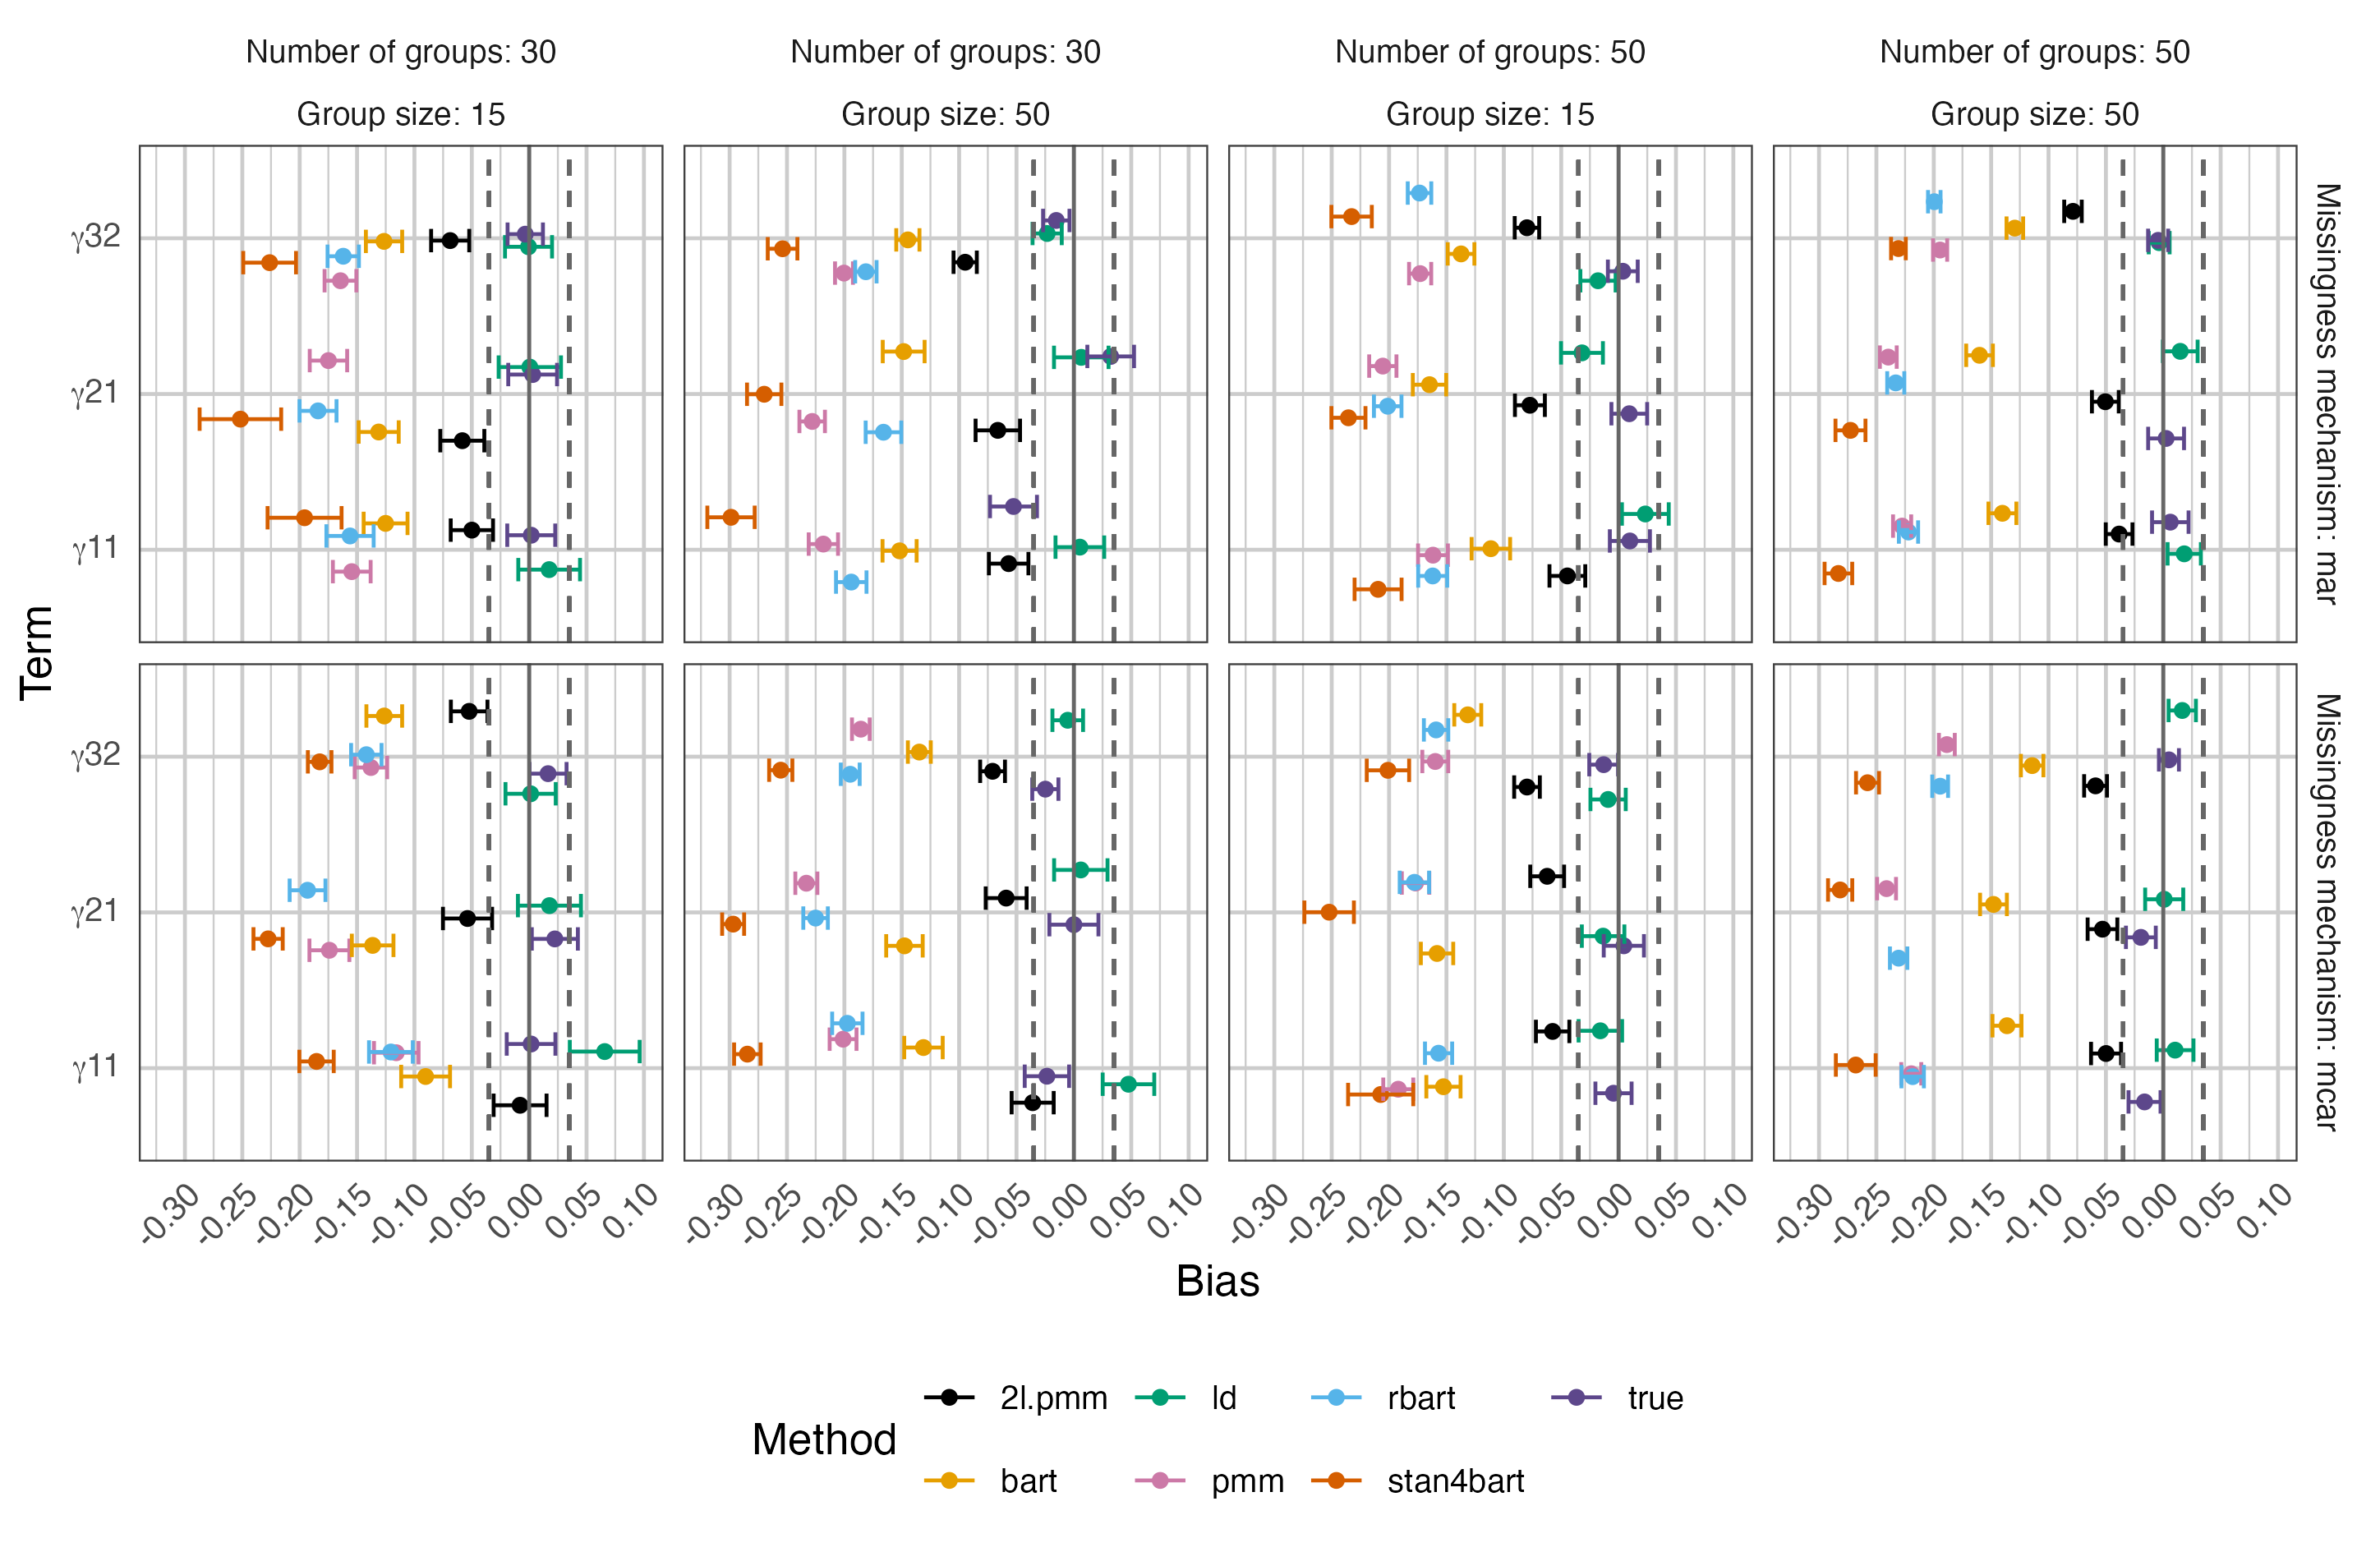 Number of groups: 30
Number of groups: 30
Number of groups: 50
Number of groups: 50
Group size: 15
Group size: 50
Group size: 15
Group size: 50
γ32
γ21
γ11
Missingness mechanism: mar
Term
γ32
γ21
γ11
Missingness mechanism: mcar
-0.30 -0.25 -0.20 -0.15 -0.10 -0.05 0.00 0.05 0.10
-0.30 -0.25 -0.20 -0.15 -0.10 -0.05 0.00 0.05 0.10
-0.30 -0.25 -0.20 -0.15 -0.10 -0.05 0.00 0.05 0.10
-0.30 -0.25 -0.20 -0.15 -0.10 -0.05 0.00 0.05 0.10
Bias
Method
2l.pmm ld rbart true
bart pmm stan4bart